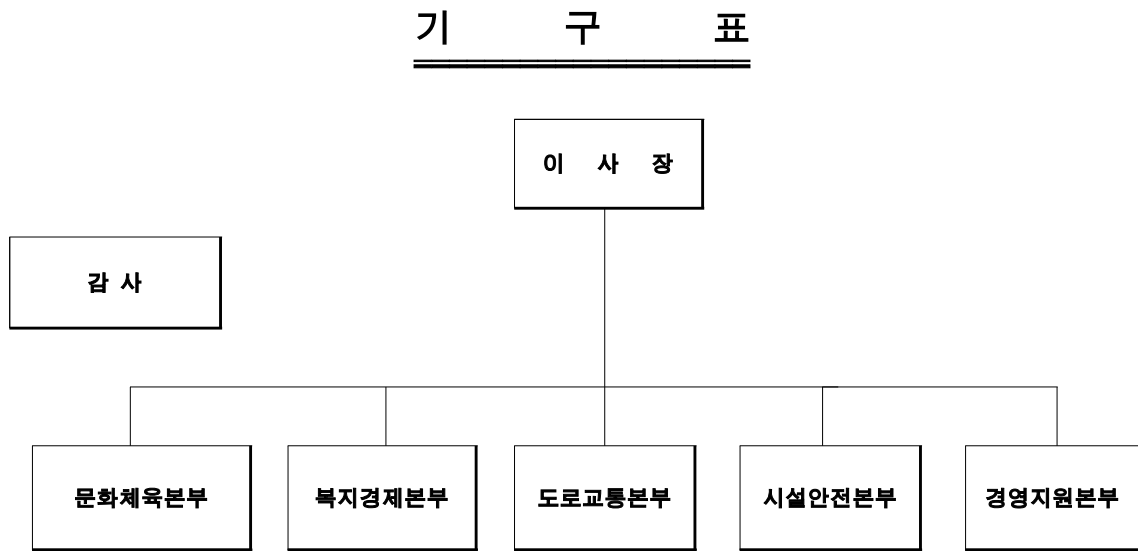 기 구 표
이 사 장
감 사
문화체육본부
복지경제본부
도로교통본부
시설안전본부
경영지원본부